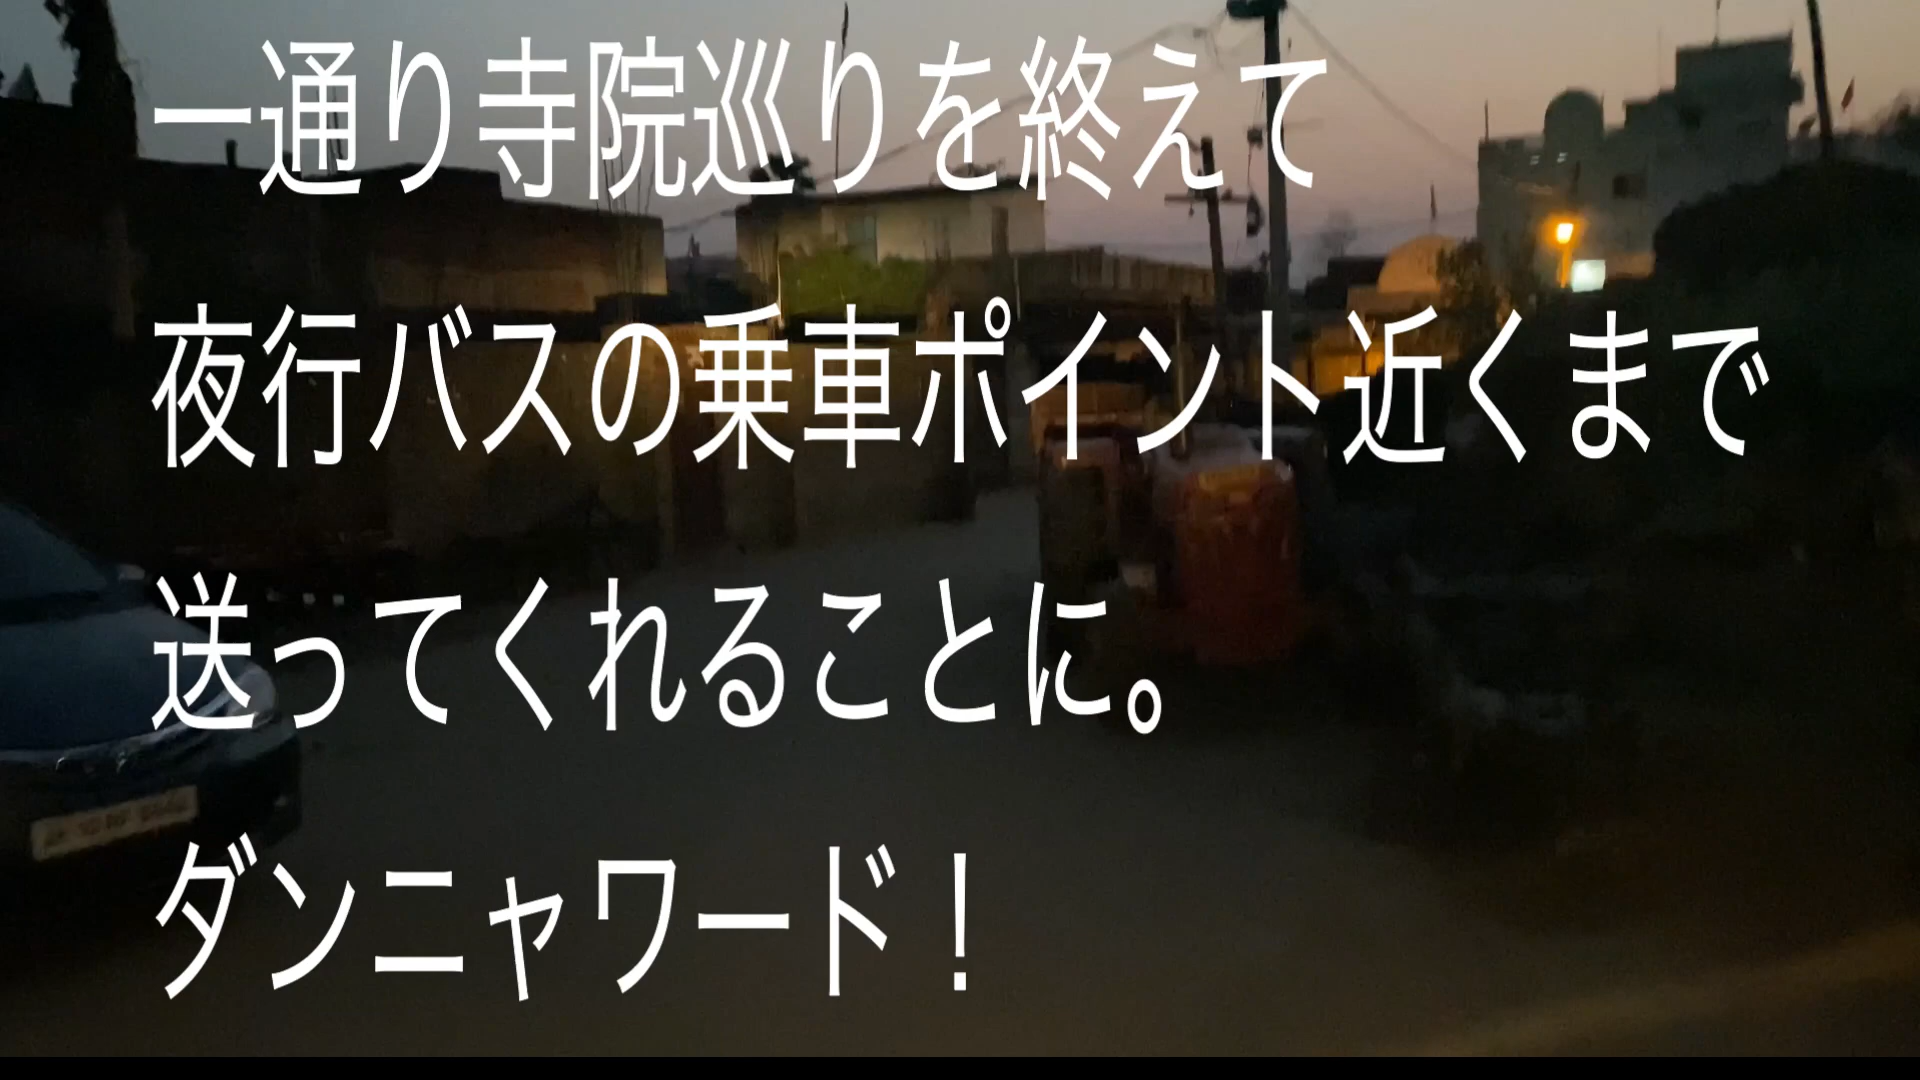 一通り寺院巡りを終えて
夜行バスの乗車ポイント近くまで
送ってくれることに。
ダンニャワード！